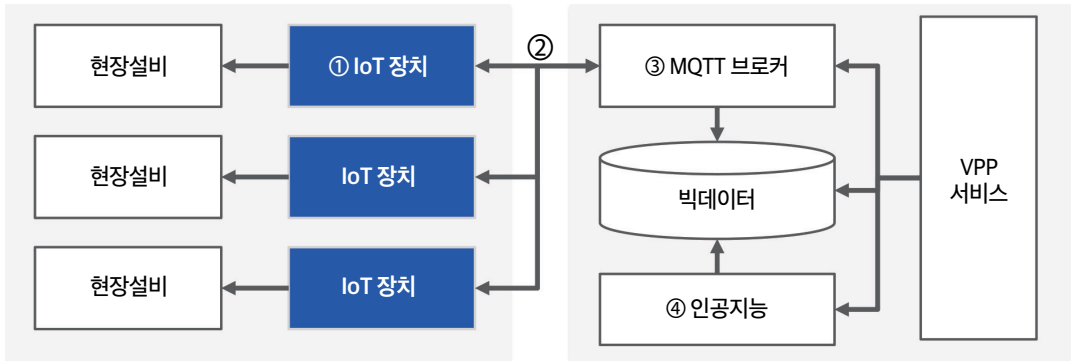 ②
현장설비
① IoT 장치
③ MQTT 브로커
현장설비
IoT 장치
빅데이터
VPP
서비스
현장설비
IoT 장치
④ 인공지능